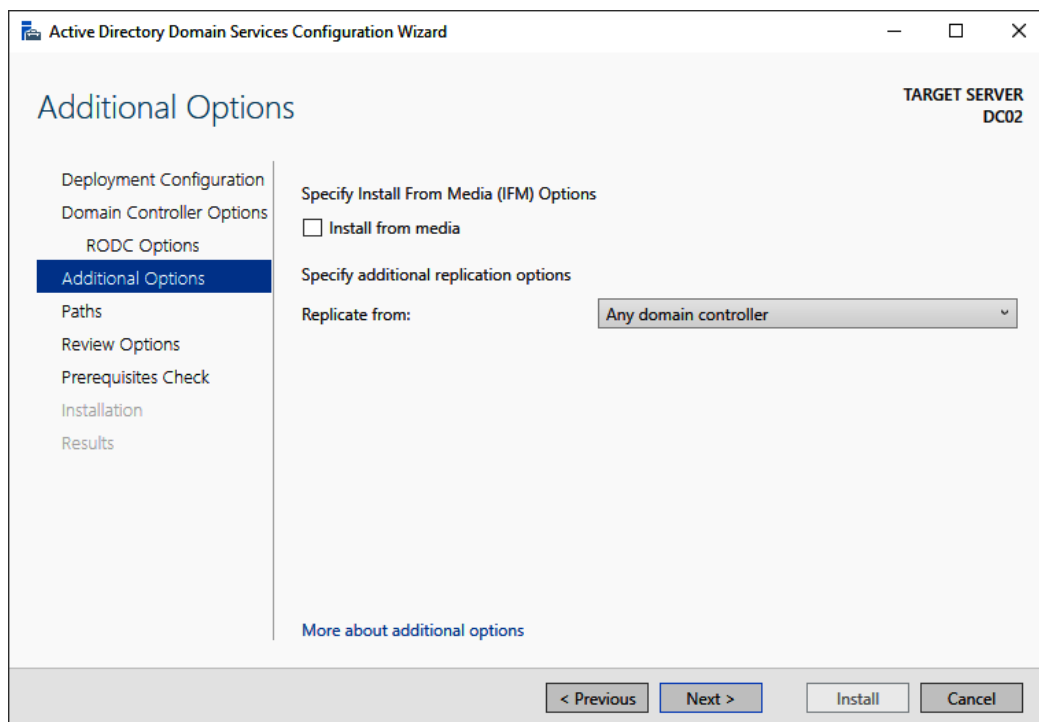 Active Directory Domain Services Configuration Wizard
Additional Options
TARGET SERVER
DC02
Deployment Configuration
Domain Controller Options
RODC Options
Additional Options
Paths
Review Options
Prerequisites Check
Installation
Results
Specify Install From Media (IFM) Options
Install from media
Specify additional replication options
Replicate from: Any domain controller
More about additional options
< Previous Next > Install Cancel